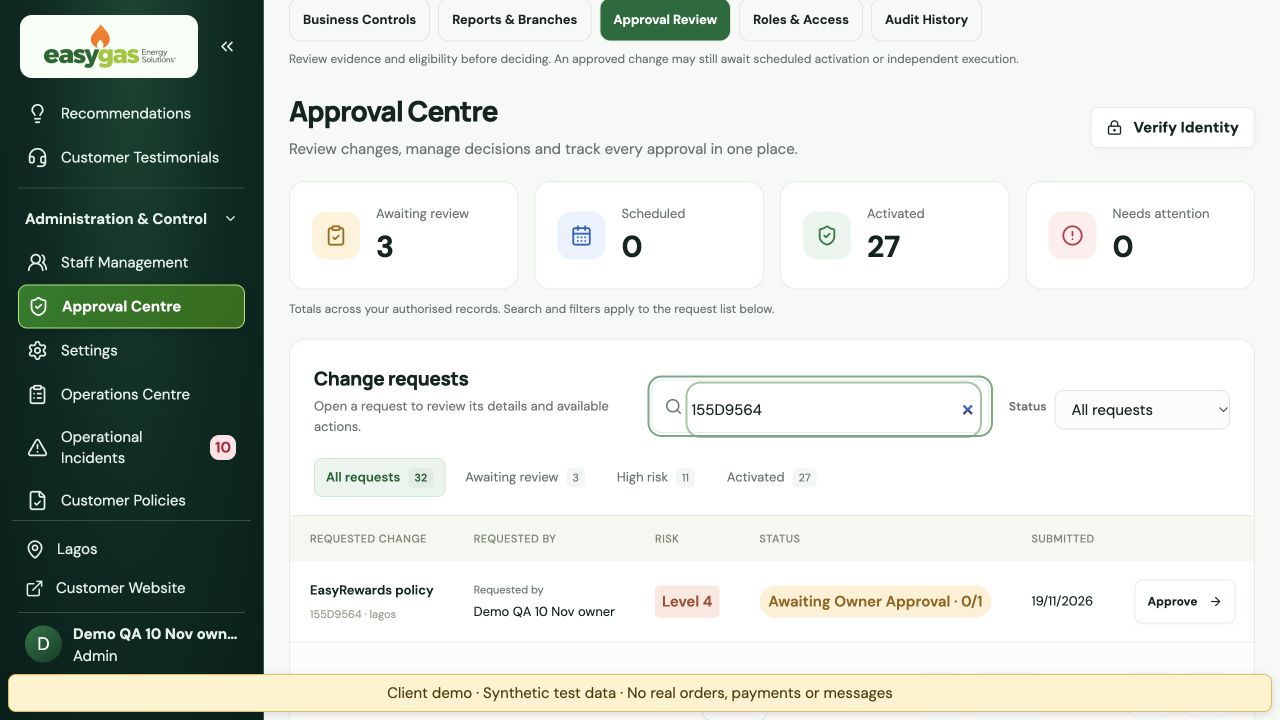 easygas Energy Solutions
Recommendations
Customer Testimonials
Administration & Control
Staff Management
Approval Centre
Settings
Operations Centre
Operational Incidents
10
Customer Policies
Lagos
Customer Website
D
Demo QA 10 Nov own...
Admin
Business Controls
Reports & Branches
Approval Review
Roles & Access
Audit History
Review evidence and eligibility before deciding. An approved change may still await scheduled activation or independent execution.
Approval Centre
Review changes, manage decisions and track every approval in one place.
Verify Identity
Awaiting review
3
Scheduled
0
Activated
27
Needs attention
0
Totals across your authorised records. Search and filters apply to the request list below.
Change requests
Open a request to review its details and available
actions.
155D9564
Status
All requests
All requests 32
Awaiting review 3
High risk 11
Activated 27
REQUESTED CHANGE
REQUESTED BY
RISK
STATUS
SUBMITTED
EasyRewards policy
155D9564 · lagos
Requested by
Demo QA 10 Nov owner
Level 4
Awaiting Owner Approval · 0/1
19/11/2026
Approve
Client demo · Synthetic test data · No real orders, payments or messages